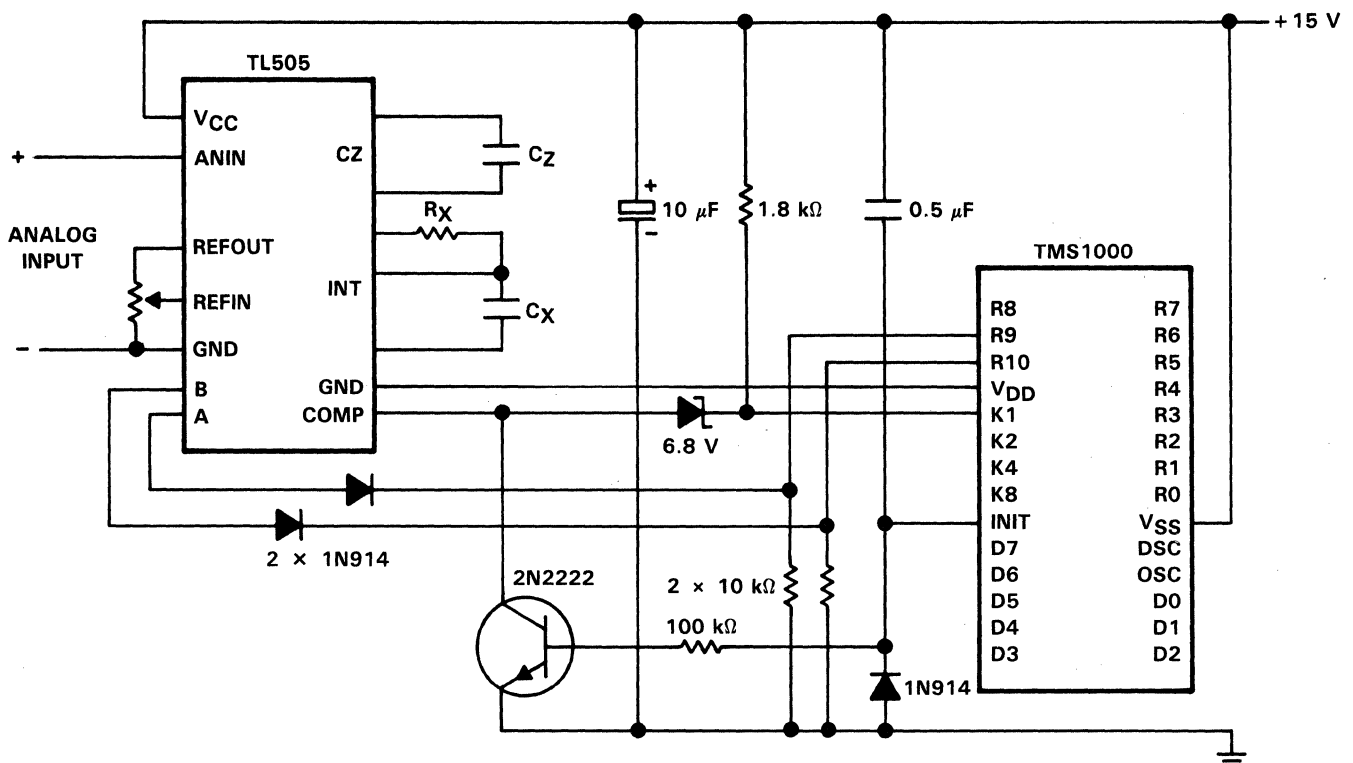 + 15 V
TL505
VCC
+
ANIN
CZ
CZ
RX
ANALOG
INPUT
REFOUT
REFIN
INT
CX
−
GND
B
GND
A
COMP
+
10 μF
−
1.8 kΩ
0.5 μF
6.8 V
2 × 1N914
2N2222
2 × 10 kΩ
100 kΩ
1N914
TMS1000
R8
R7
R9
R6
R10
R5
VDD
R4
K1
R3
K2
R2
K4
R1
K8
R0
INIT
VSS
D7
DSC
D6
OSC
D5
D0
D4
D1
D3
D2